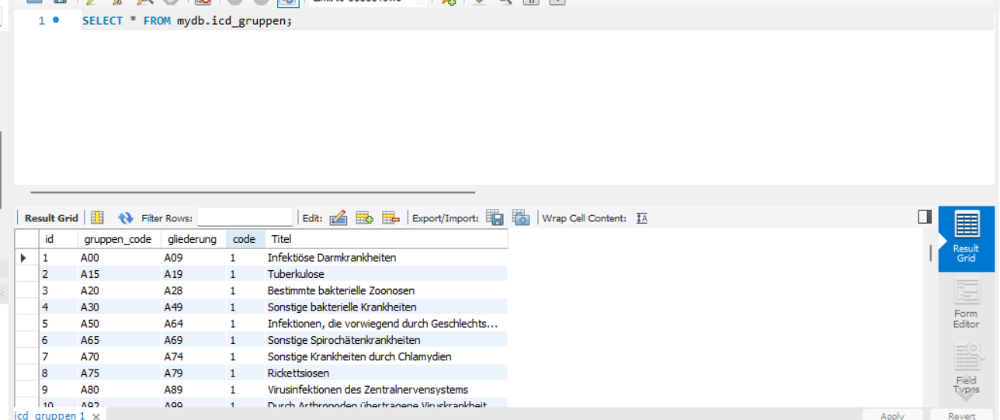 1 SELECT * FROM mydb.icd_gruppen;
Result Grid Filter Rows: Edit: Export/Import: Wrap Cell Content:
id gruppen_code gliederung code Titel
1 A00 A09 1 Infektiöse Darmkrankheiten
2 A15 A19 1 Tuberkulose
3 A20 A28 1 Bestimmte bakterielle Zoonosen
4 A30 A49 1 Sonstige bakterielle Krankheiten
5 A50 A64 1 Infektionen, die vorwiegend durch Geschlechts...
6 A65 A69 1 Sonstige Spirochätenkrankheiten
7 A70 A74 1 Sonstige Krankheiten durch Chlamydien
8 A75 A79 1 Rickettsiosen
9 A80 A89 1 Virusinfektionen des Zentralnervensystems
10 A92 A99 1 Durch Arthropoden übertragene Viruskrankheit
Result
Grid
Form
Editor
Field
Types
icd_gruppen 1
Apply Revert